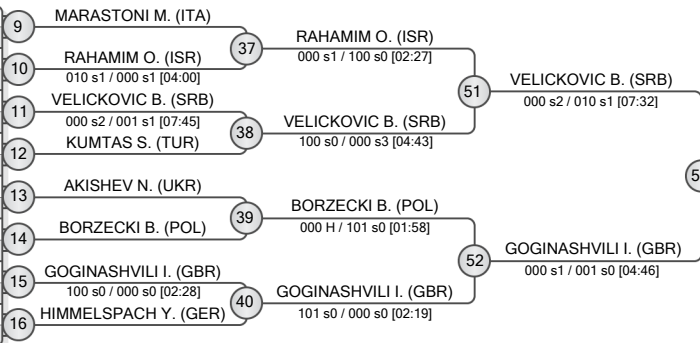 9
MARASTONI M. (ITA)
10
RAHAMIM O. (ISR)
010 s1 / 000 s1 [04:00]
11
VELICKOVIC B. (SRB)
000 s2 / 001 s1 [07:45]
12
KUMTAS S. (TUR)
13
AKISHEV N. (UKR)
14
BORZECKI B. (POL)
15
GOGINASHVILI I. (GBR)
100 s0 / 000 s0 [02:28]
16
HIMMELSPACH Y. (GER)
37
RAHAMIM O. (ISR)
000 s1 / 100 s0 [02:27]
38
VELICKOVIC B. (SRB)
100 s0 / 000 s3 [04:43]
39
BORZECKI B. (POL)
000 H / 101 s0 [01:58]
40
GOGINASHVILI I. (GBR)
101 s0 / 000 s0 [02:19]
51
VELICKOVIC B. (SRB)
000 s2 / 010 s1 [07:32]
52
GOGINASHVILI I. (GBR)
000 s1 / 001 s0 [04:46]